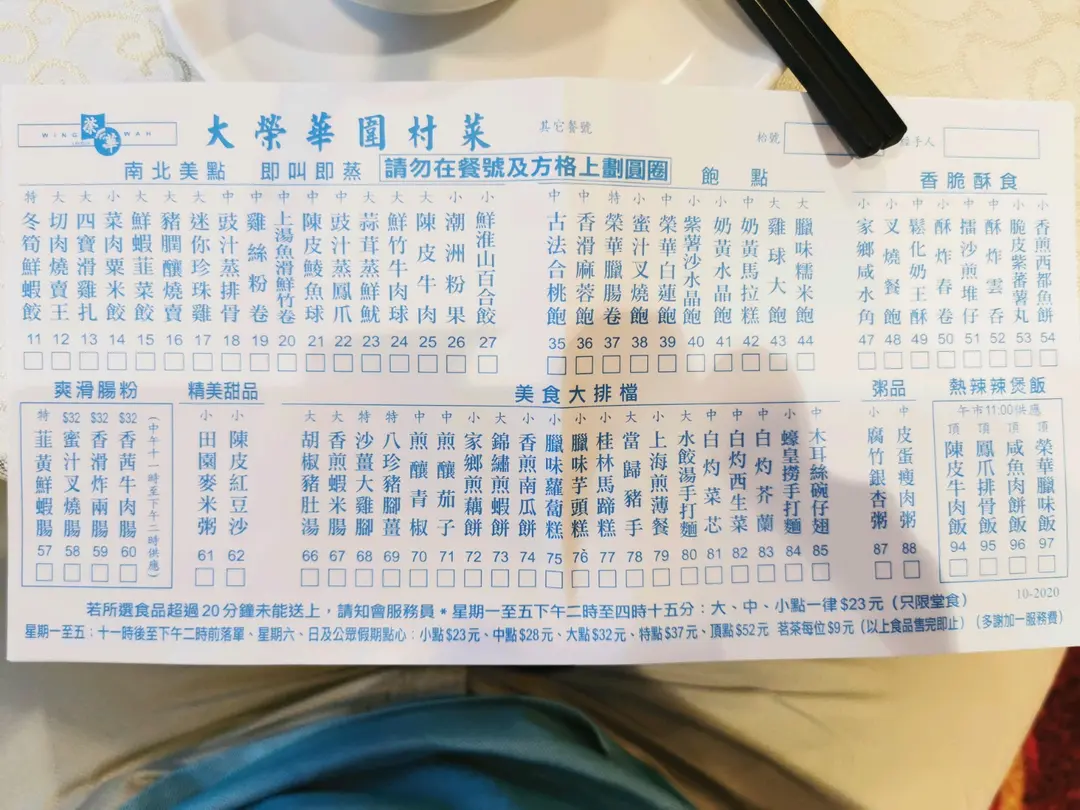 WING WAH
榮華
大榮華圍村菜
其它餐號
枱號
經手人
南北美點 即叫即蒸 請勿在餐號及方格上劃圓圈
特 冬筍鮮蝦餃 11
大 切肉燒賣王 12
大 四寶滑雞扎 13
小 菜肉粟米餃 14
大 鮮蝦韮菜餃 15
大 豬膶釀燒賣 16
大 迷你珍珠雞 17
中 豉汁蒸排骨 18
中 雞絲粉卷 19
小 上湯魚滑鮮竹卷 20
中 陳皮鯪魚球 21
中 豉汁蒸鳳爪 22
小 蒜茸蒸鮮魷 23
大 鮮竹牛肉球 24
大 陳皮牛肉 25
小 潮洲粉果 26
小 鮮淮山百合餃 27
飽點
中 古法合桃飽 35
中 香滑麻蓉飽 36
特 榮華臘腸卷 37
小 蜜汁叉燒飽 38
小 榮華白蓮飽 39
小 紫薯沙水晶飽 40
小 奶黃水晶飽 41
中 奶黃馬拉糕 42
大 雞球大飽 43
大 臘味糯米飽 44
香脆酥食
小 家鄉咸水角 47
小 叉燒餐飽 48
小 鬆化奶王酥 49
小 酥炸春卷 50
中 擂沙煎堆仔 51
中 酥炸雲吞 52
小 脆皮紫蕃薯丸 53
小 香煎西都魚餅 54
爽滑腸粉
特 韮黃鮮蝦腸 57
$32 蜜汁叉燒腸 58
$32 香滑炸兩腸 59
$32 香茜牛肉腸 60
(中午十一時至下午二時供應)
精美甜品
小 田園麥米粥 61
小 陳皮紅豆沙 62
美食大排檔
大 胡椒豬肚湯 66
大 香煎蝦米腸 67
特 沙薑大雞腳 68
特 八珍豬腳薑 69
中 煎釀青椒 70
中 煎釀茄子 71
小 家鄉煎藕餅 72
大 錦繡煎蝦餅 73
小 香煎南瓜餅 74
小 臘味蘿蔔糕 75
小 臘味芋頭糕 76
小 桂林馬蹄糕 77
大 當歸豬手 78
小 上海煎薄餐 79
大 水餃湯手打麵 80
中 白灼菜芯 81
中 白灼西生菜 82
中 白灼芥蘭 83
小 蠔皇撈手打麵 84
中 木耳絲碗仔翅 85
粥品
小 腐竹銀杏粥 87
中 皮蛋瘦肉粥 88
熱辣辣煲飯
午市11:00供應
頂 陳皮牛肉飯 94
頂 鳳爪排骨飯 95
頂 咸魚肉餅飯 96
頂 榮華臘味飯 97
10-2020
若所選食品超過20分鐘未能送上，請知會服務員＊星期一至五下午二時至四時十五分：大、中、小點一律$23元（只限堂食）
星期一至五：十一時後至下午二時前落單、星期六、日及公眾假期點心：小點$23元、中點$28元、大點$32元、特點$37元、頂點$52元 茗茶每位$9元（以上食品售完即止）（多謝加一服務費）